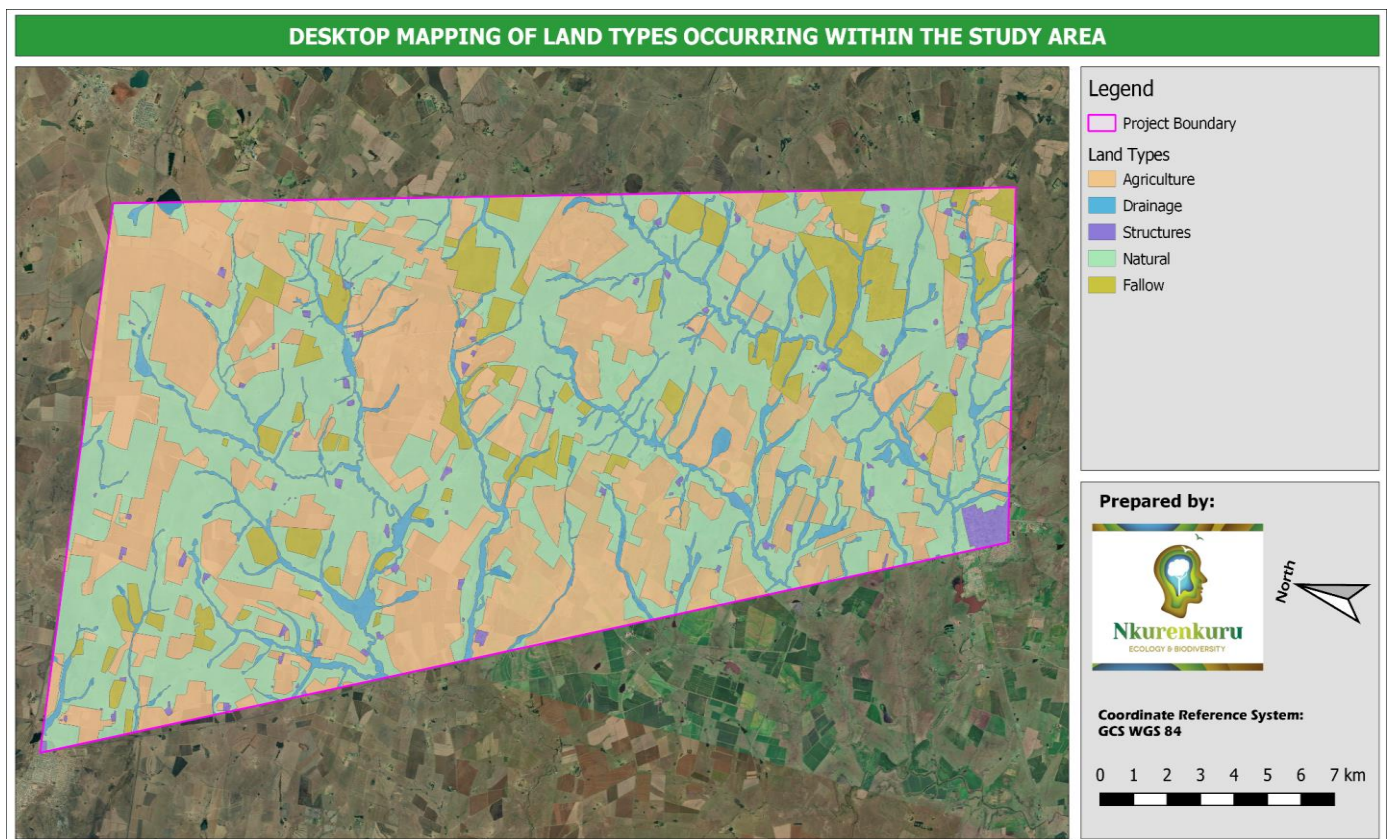 DESKTOP MAPPING OF LAND TYPES OCCURRING WITHIN THE STUDY AREA
Legend
Project Boundary
Land Types
Agriculture
Drainage
Structures
Natural
Fallow
Prepared by:
Nkurenkuru
ECOLOGY & BIODIVERSITY
North
Coordinate Reference System:
GCS WGS 84
0 1 2 3 4 5 6 7 km